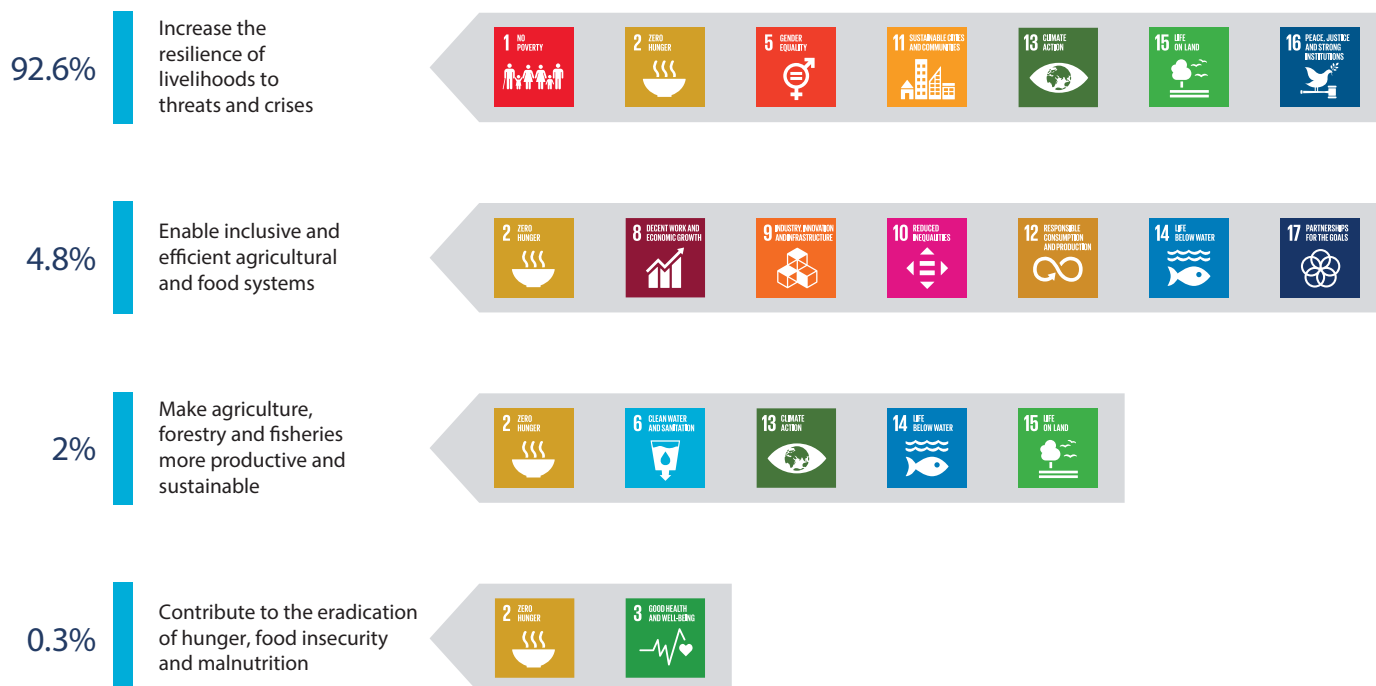 92.6%
Increase the
resilience of
livelihoods to
threats and crises
1 NO
POVERTY
2 ZERO
HUNGER
5 GENDER
EQUALITY
11 SUSTAINABLE CITIES
AND COMMUNITIES
13 CLIMATE
ACTION
15 LIFE
ON LAND
16 PEACE, JUSTICE
AND STRONG
INSTITUTIONS
4.8%
Enable inclusive and
efficient agricultural
and food systems
2 ZERO
HUNGER
8 DECENT WORK AND
ECONOMIC GROWTH
9 INDUSTRY, INNOVATION
AND INFRASTRUCTURE
10 REDUCED
INEQUALITIES
12 RESPONSIBLE
CONSUMPTION
AND PRODUCTION
14 LIFE
BELOW WATER
17 PARTNERSHIPS
FOR THE GOALS
2%
Make agriculture,
forestry and fisheries
more productive and
sustainable
2 ZERO
HUNGER
6 CLEAN WATER
AND SANITATION
13 CLIMATE
ACTION
14 LIFE
BELOW WATER
15 LIFE
ON LAND
0.3%
Contribute to the eradication
of hunger, food insecurity
and malnutrition
2 ZERO
HUNGER
3 GOOD HEALTH
AND WELL-BEING